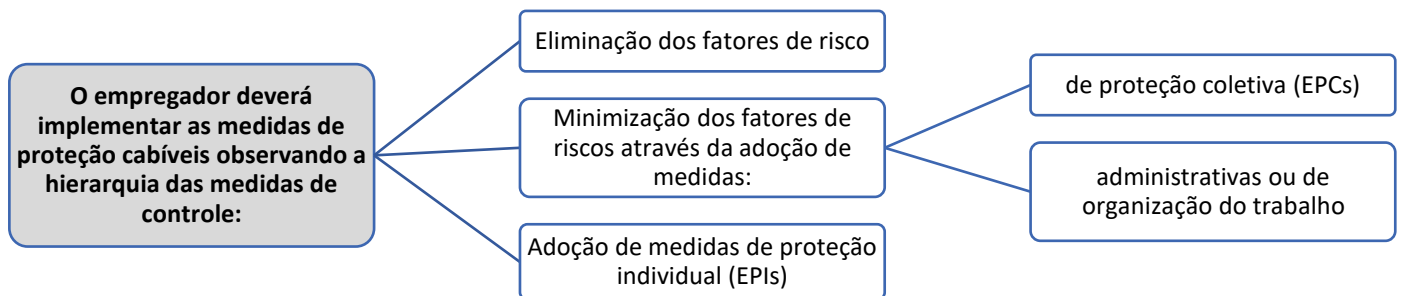 O empregador deverá
implementar as medidas de
proteção cabíveis observando a
hierarquia das medidas de
controle:
Eliminação dos fatores de risco
Minimização dos fatores de
riscos através da adoção de
medidas:
de proteção coletiva (EPCs)
administrativas ou de
organização do trabalho
Adoção de medidas de proteção
individual (EPIs)